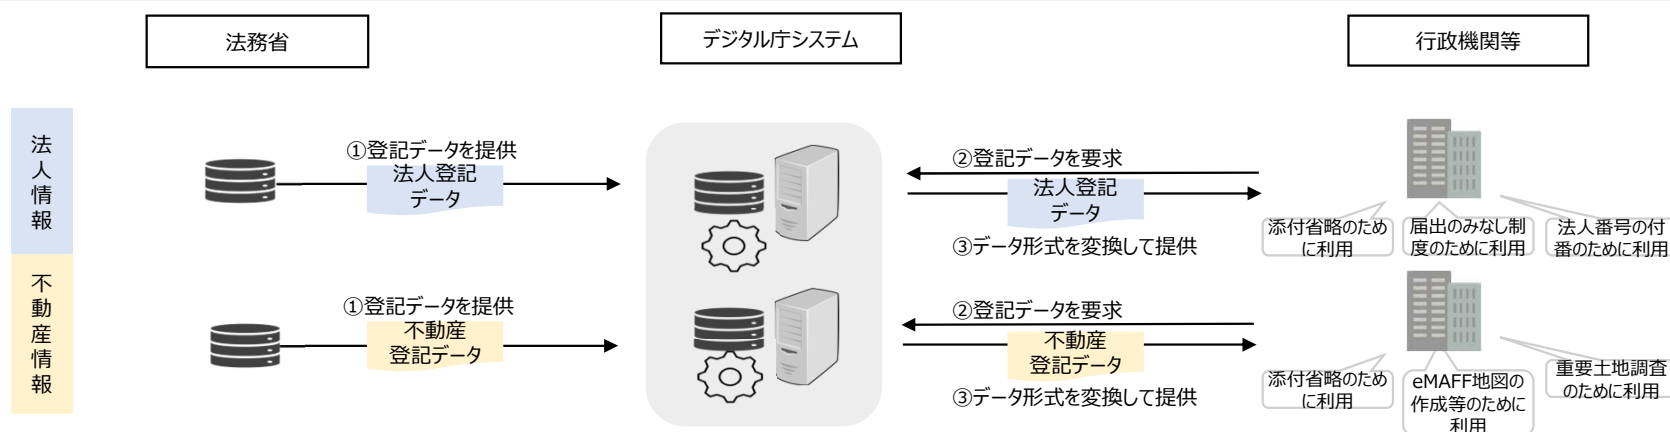 法務省
デジタル庁システム
行政機関等
法人情報
①登記データを提供
法人登記
データ
②登記データを要求
法人登記
データ
③データ形式を変換して提供
添付省略のため
に利用
届出のみなし制
度のために利用
法人番号の付
番のために利用
不動産情報
①登記データを提供
不動産
登記データ
②登記データを要求
不動産
登記データ
③データ形式を変換して提供
添付省略のため
に利用
eMAFF地図の
作成等のために
利用
重要土地調査
のために利用